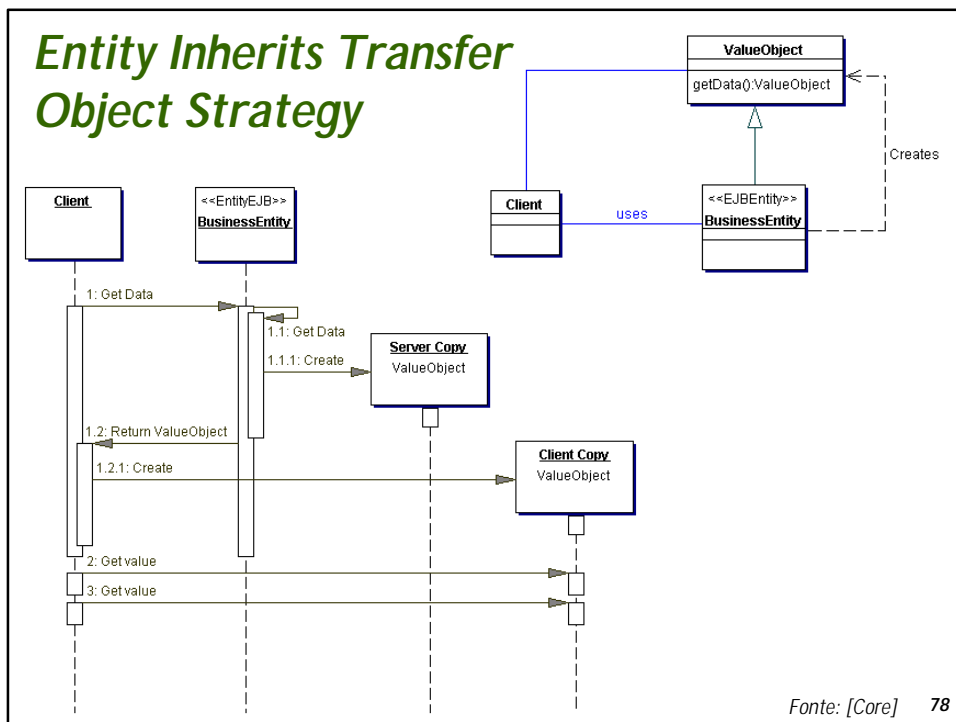 Entity Inherits Transfer
Object Strategy
ValueObject
getData():ValueObject
Creates
Client
uses
<<EJBEntity>>
BusinessEntity
Client
<<EntityEJB>>
BusinessEntity
1: Get Data
1.1: Get Data
1.1.1: Create
Server Copy
ValueObject
1.2: Return ValueObject
1.2.1: Create
Client Copy
ValueObject
2: Get value
3: Get value
Fonte: [Core] 78